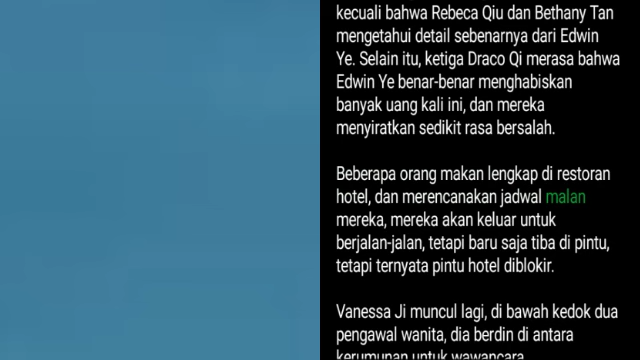 kecuali bahwa Rebeca Qiu dan Bethany Tan
mengetahui detail sebenarnya dari Edwin
Ye. Selain itu, ketiga Draco Qi merasa bahwa
Edwin Ye benar-benar menghabiskan
banyak uang kali ini, dan mereka
menyiratkan sedikit rasa bersalah.
Beberapa orang makan lengkap di restoran
hotel, dan merencanakan jadwal malan
mereka, mereka akan keluar untuk
berjalan-jalan, tetapi baru saja tiba di pintu,
tetapi ternyata pintu hotel diblokir.
Vanessa Ji muncul lagi, di bawah kedok dua
pengawal wanita, dia berdin di antara
kerumunan untuk wawancara